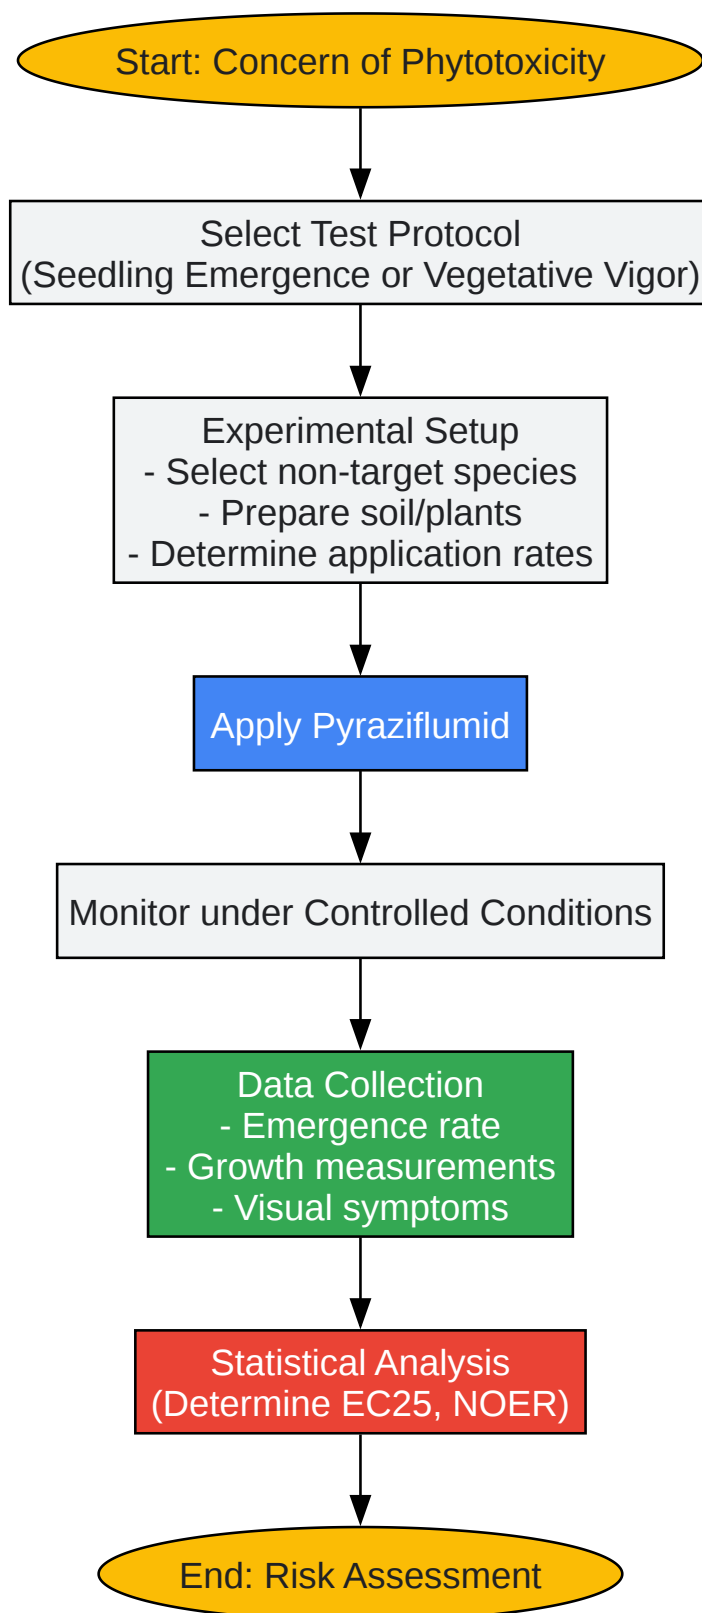 Start: Concern of Phytotoxicity
Select Test Protocol
(Seedling Emergence or Vegetative Vigor)
Experimental Setup
- Select non-target species
- Prepare soil/plants
- Determine application rates
Apply Pyraziflumid
Monitor under Controlled Conditions
Data Collection
- Emergence rate
- Growth measurements
- Visual symptoms
Statistical Analysis
(Determine EC25, NOER)
End: Risk Assessment